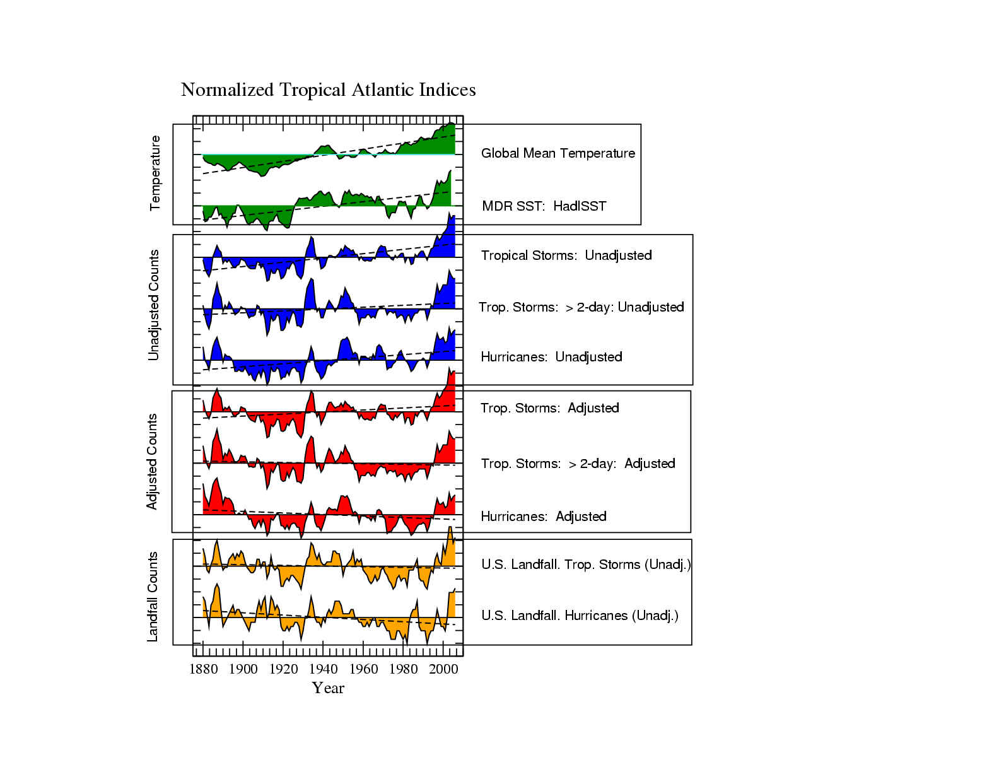 Normalized Tropical Atlantic Indices
Temperature
Global Mean Temperature
MDR SST: HadISST
Unadjusted Counts
Tropical Storms: Unadjusted
Trop. Storms: > 2-day: Unadjusted
Hurricanes: Unadjusted
Adjusted Counts
Trop. Storms: Adjusted
Trop. Storms: > 2-day: Adjusted
Hurricanes: Adjusted
Landfall Counts
U.S. Landfall. Trop. Storms (Unadj.)
U.S. Landfall. Hurricanes (Unadj.)
1880 1900 1920 1940 1960 1980 2000
Year